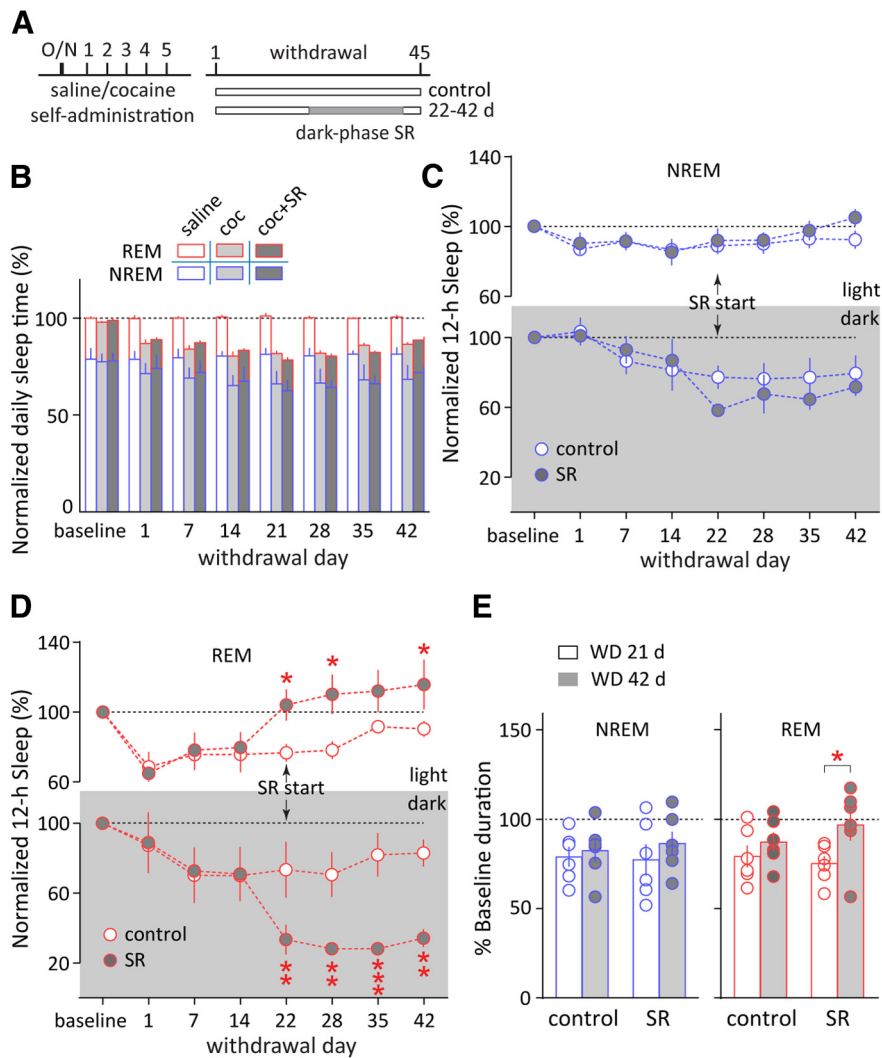 A
O/N 1 2 3 4 5
saline/cocaine
self-administration
1 withdrawal 45
control
22-42 d
dark-phase SR
B
saline coc coc+SR
REM
NREM
Normalized daily sleep time (%)
100
50
0
baseline 1 7 14 21 28 35 42
withdrawal day
C
NREM
Normalized 12-h Sleep (%)
140
100
60
SR start
light
dark
100
60
20
control
SR
baseline 1 7 14 22 28 35 42
withdrawal day
D
REM
Normalized 12-h Sleep (%)
140
100
60
* * *
SR start
light
dark
100
60
20
control
SR
** ** *** **
baseline 1 7 14 22 28 35 42
withdrawal day
E
WD 21 d
WD 42 d
NREM REM
% Baseline duration
150
100
50
0
*
control SR control SR